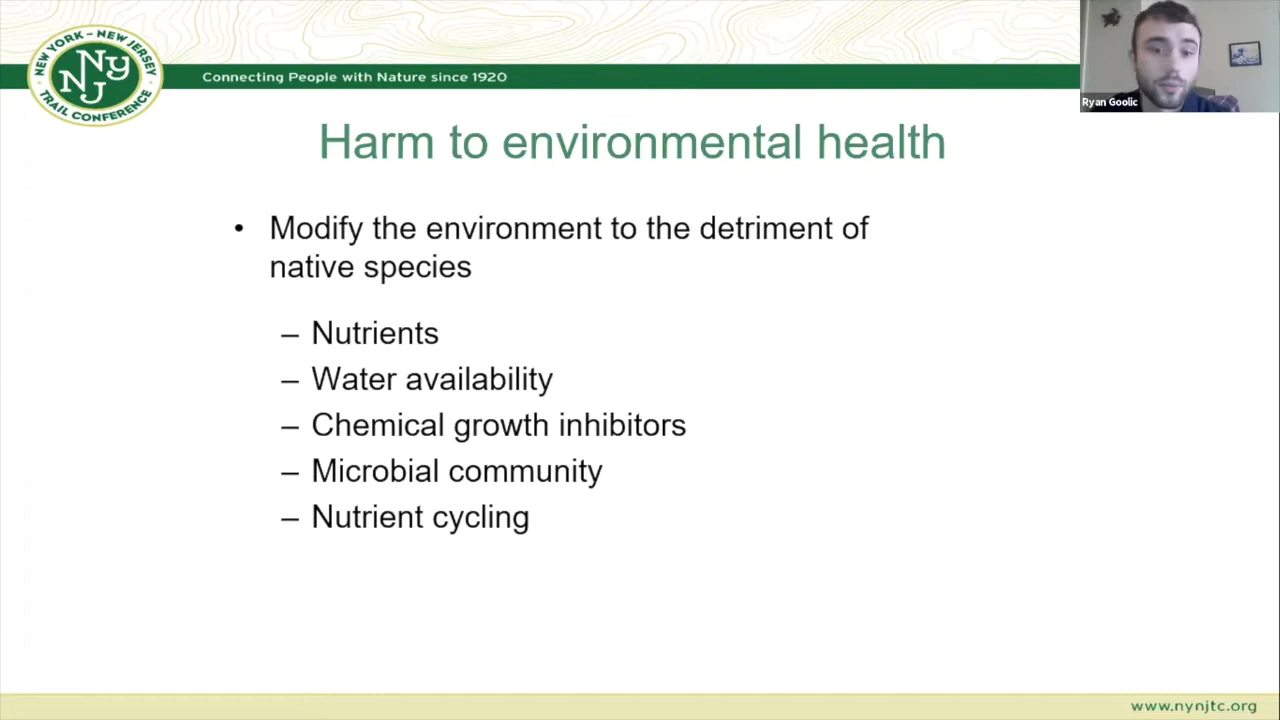 NEW YORK – NEW JERSEY
NNYJ
TRAIL CONFERENCE
Connecting People with Nature since 1920
Ryan Goolic
Harm to environmental health
• Modify the environment to the detriment of
native species
– Nutrients
– Water availability
– Chemical growth inhibitors
– Microbial community
– Nutrient cycling
www.nynjtc.org